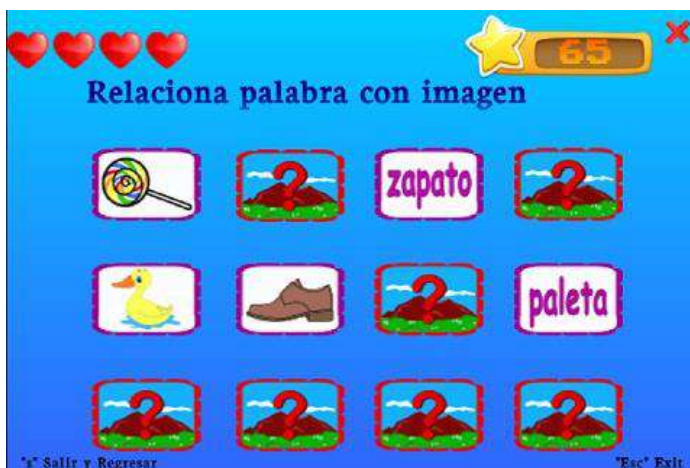 65
Relaciona palabra con imagen
?
zapato
?
?
paleta
?
?
?
?
"s" Salir y Regresar
"Esc" Exit